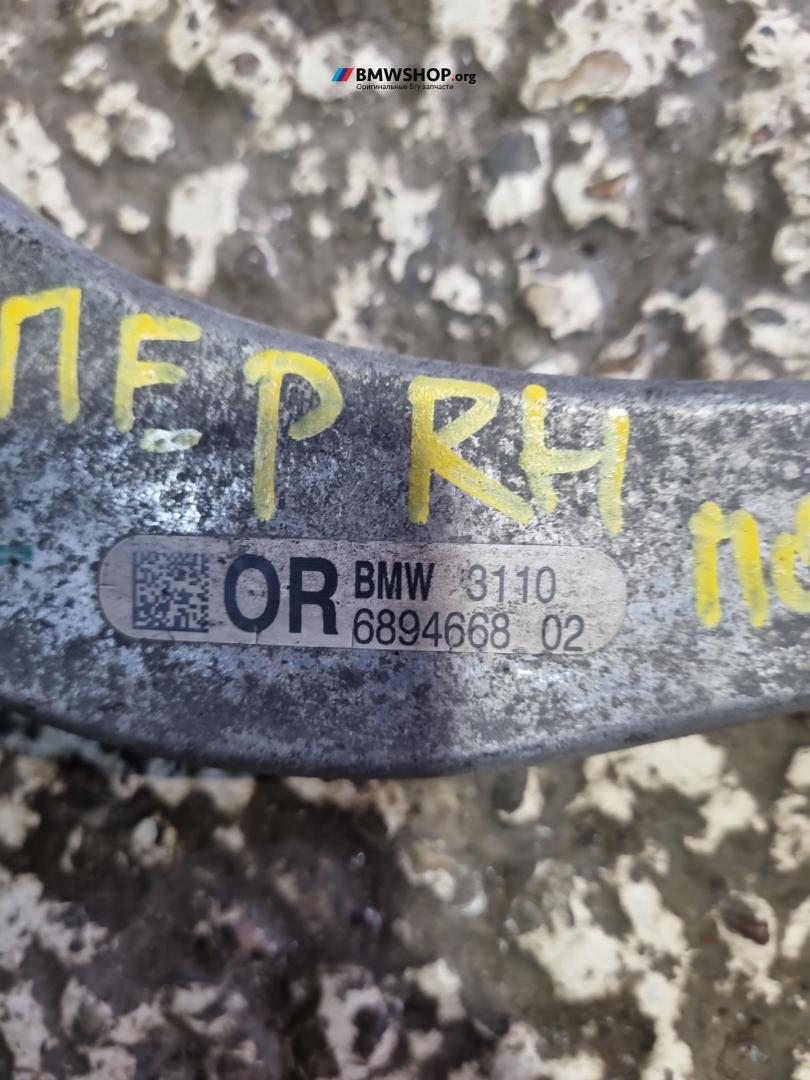 BMWSHOP.org
Оригинальные б/у запчасти
ПЕР RH
OR BMW 3110
6894668 02